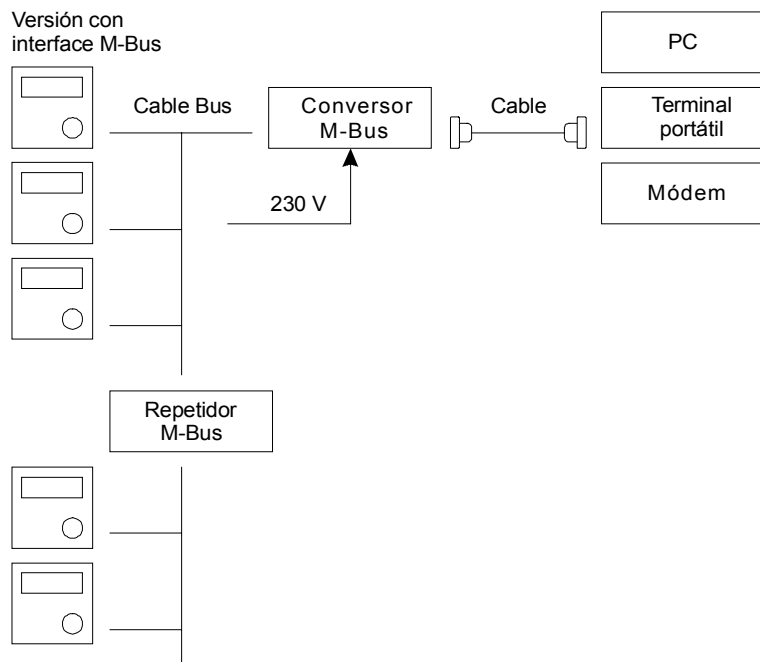 Versión con
interface M-Bus
Cable Bus
Conversor
M-Bus
Cable
PC
Terminal
portátil
Módem
230 V
Repetidor
M-Bus